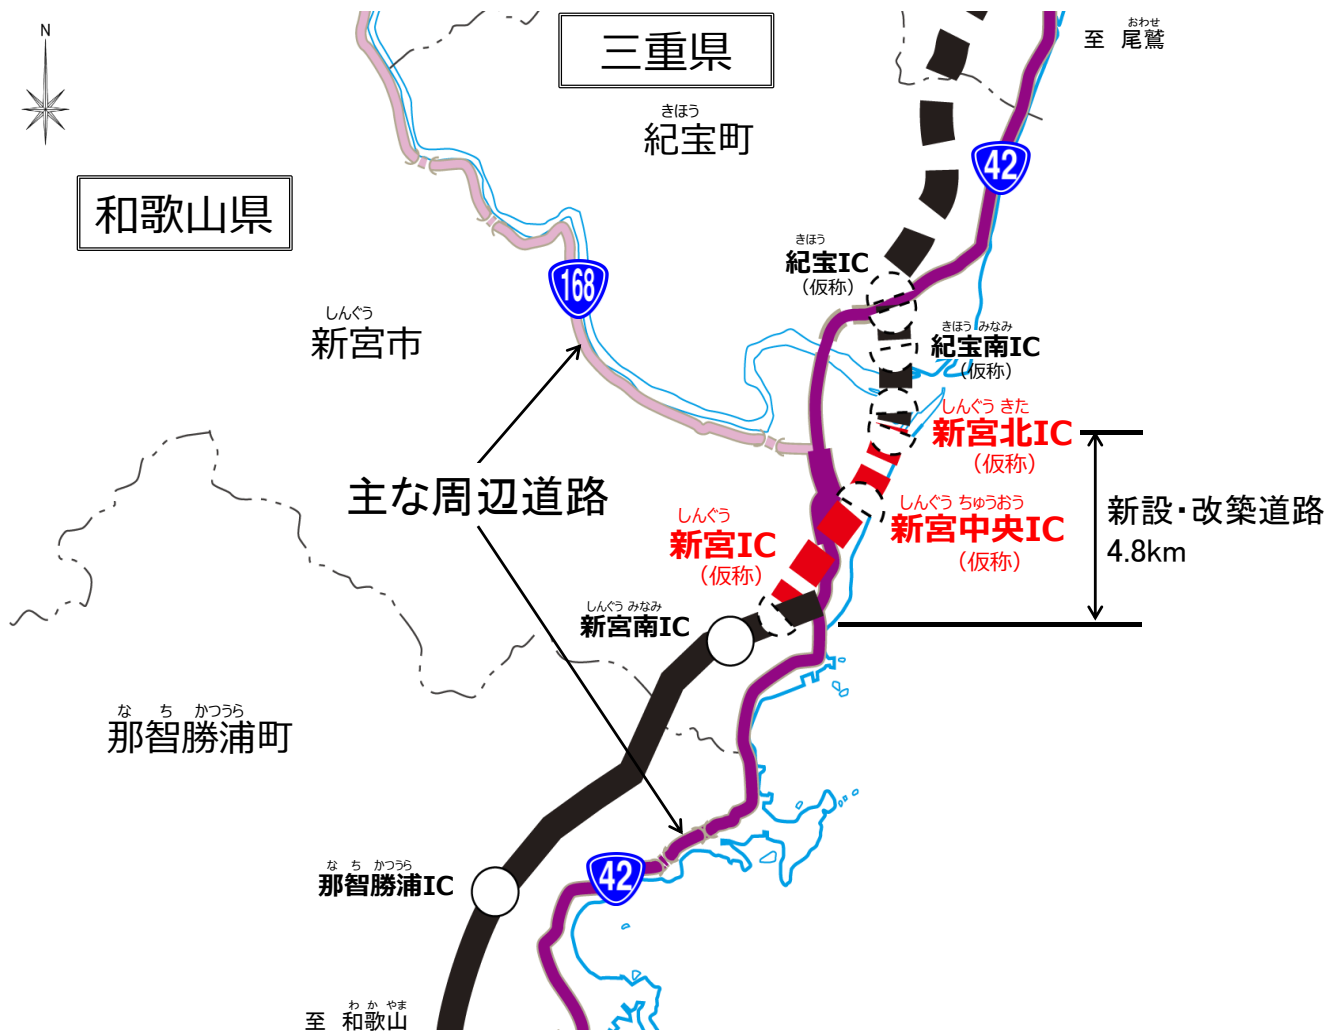 N
三重県
おわせ
至 尾鷲
きほう
紀宝町
42
和歌山県
きほう
紀宝IC
(仮称)
168
しんぐう
新宮市
きほう みなみ
紀宝南IC
(仮称)
しんぐう きた
新宮北IC
(仮称)
主な周辺道路
しんぐう ちゅうおう
新宮中央IC
(仮称)
新設・改築道路
4.8km
しんぐう
新宮IC
(仮称)
しんぐう みなみ
新宮南IC
な ち かつうら
那智勝浦町
な ち かつうら
那智勝浦IC
42
わ か やま
至 和歌山